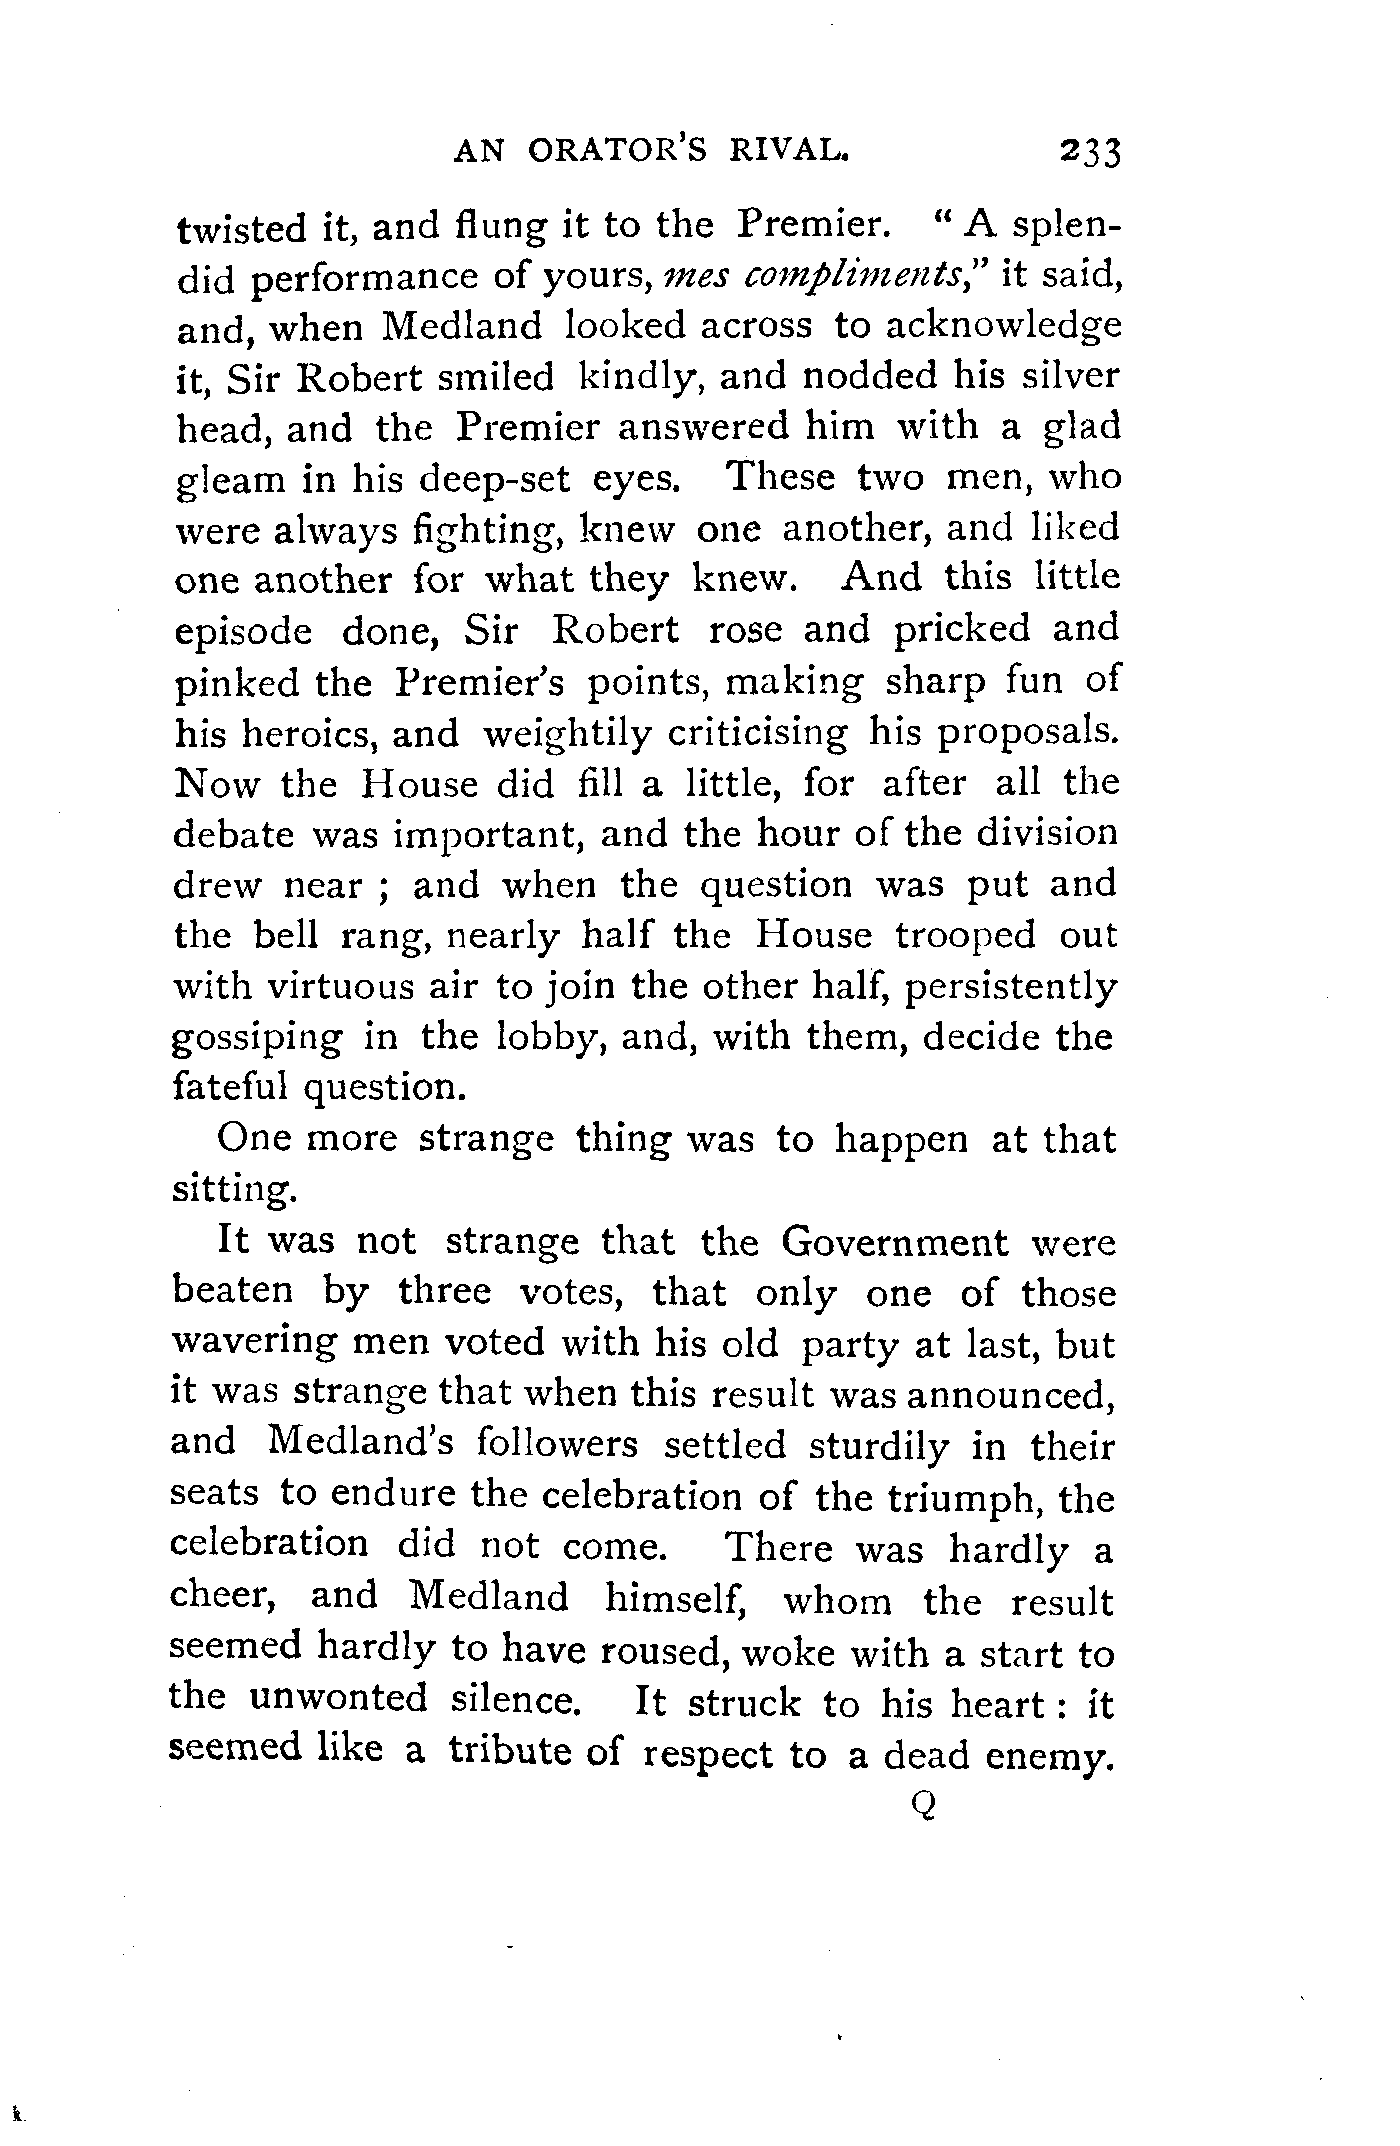 AN ORATOR'S RIVAL. 233
twisted it, and flung it to the Premier. “ A splen-
did performance of yours, mes compliments,” it said,
and, when Medland looked across to acknowledge
it, Sir Robert smiled kindly, and nodded his silver
head, and the Premier answered him with a glad
gleam in his deep-set eyes. These two men, who
were always fighting, knew one another, and liked
one another for what they knew. And this little
episode done, Sir Robert rose and pricked and
pinked the Premier's points, making sharp fun of
his heroics, and weightily criticising his proposals.
Now the House did fill a little, for after all the
debate was important, and the hour of the division
drew near ; and when the question was put and
the bell rang, nearly half the House trooped out
with virtuous air to join the other half, persistently
gossiping in the lobby, and, with them, decide the
fateful question.
One more strange thing was to happen at that
sitting.
It was not strange that the Government were
beaten by three votes, that only one of those
wavering men voted with his old party at last, but
it was strange that when this result was announced,
and Medland's followers settled sturdily in their
seats to endure the celebration of the triumph, the
celebration did not come. There was hardly a
cheer, and Medland himself, whom the result
seemed hardly to have roused, woke with a start to
the unwonted silence. It struck to his heart : it
seemed like a tribute of respect to a dead enemy.
Q